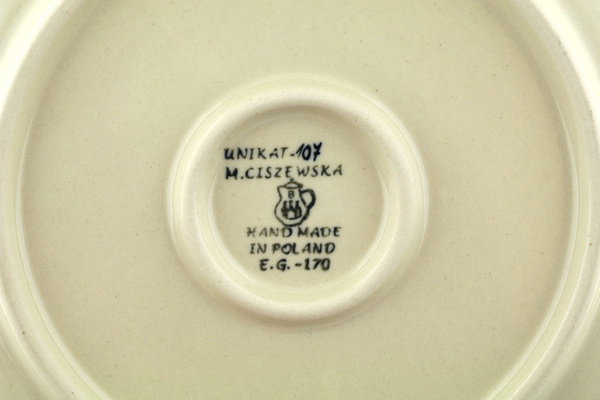 UNIKAT-107
M.CISZEWSKA
B
HAND MADE
IN POLAND
E.G.-170